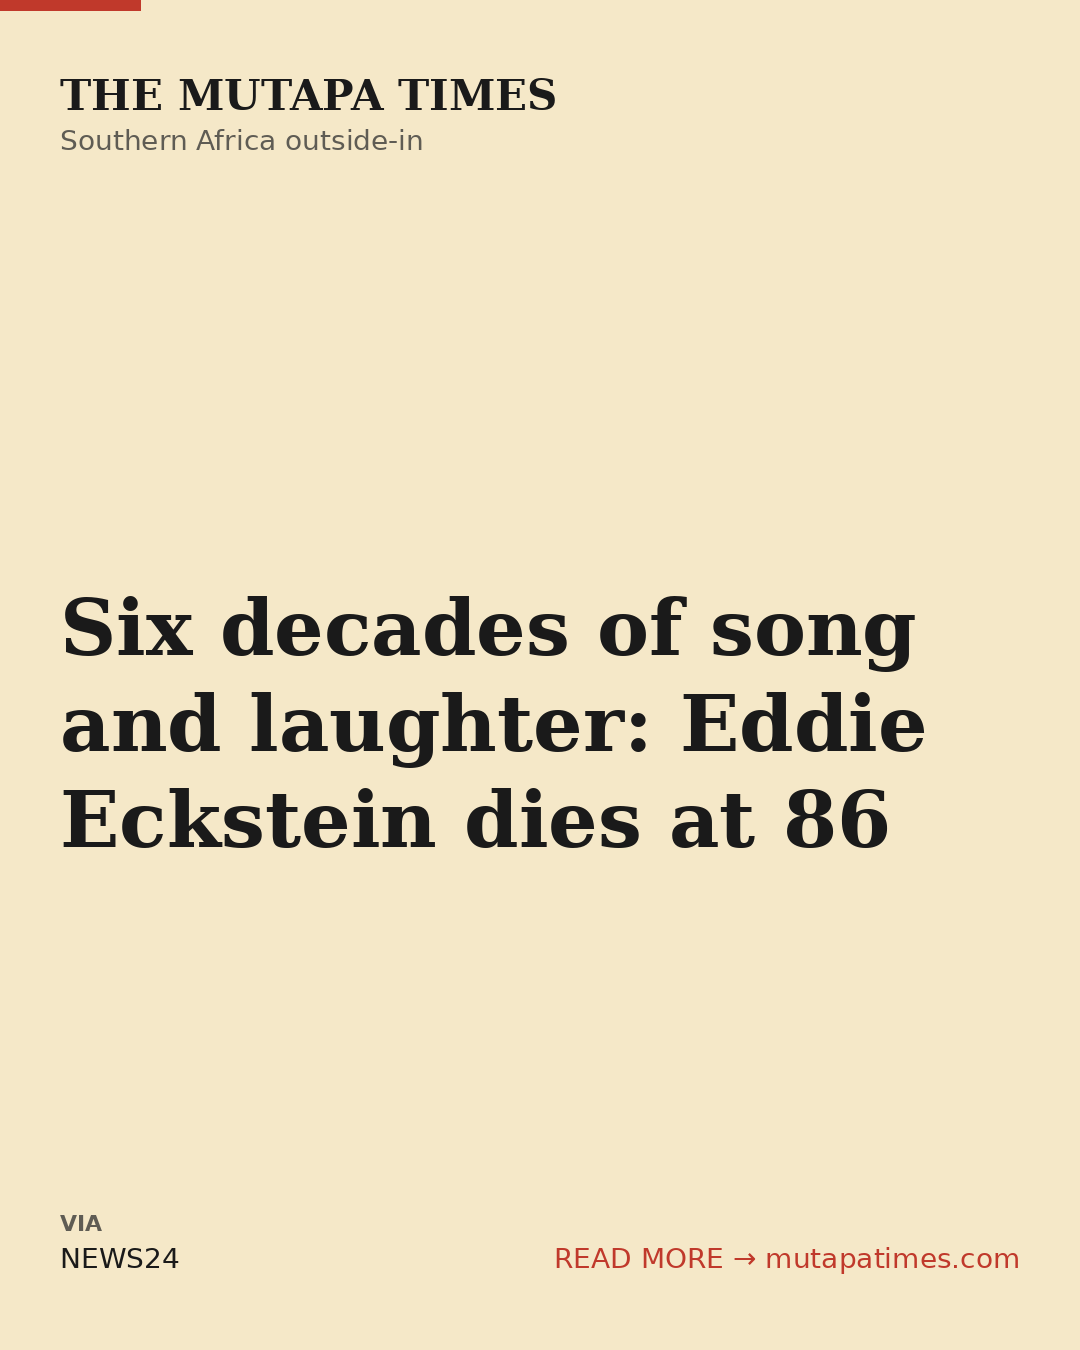 THE MUTAPA TIMES
Southern Africa outside-in
Six decades of song
and laughter: Eddie
Eckstein dies at 86
VIA
NEWS24
READ MORE → mutapatimes.com